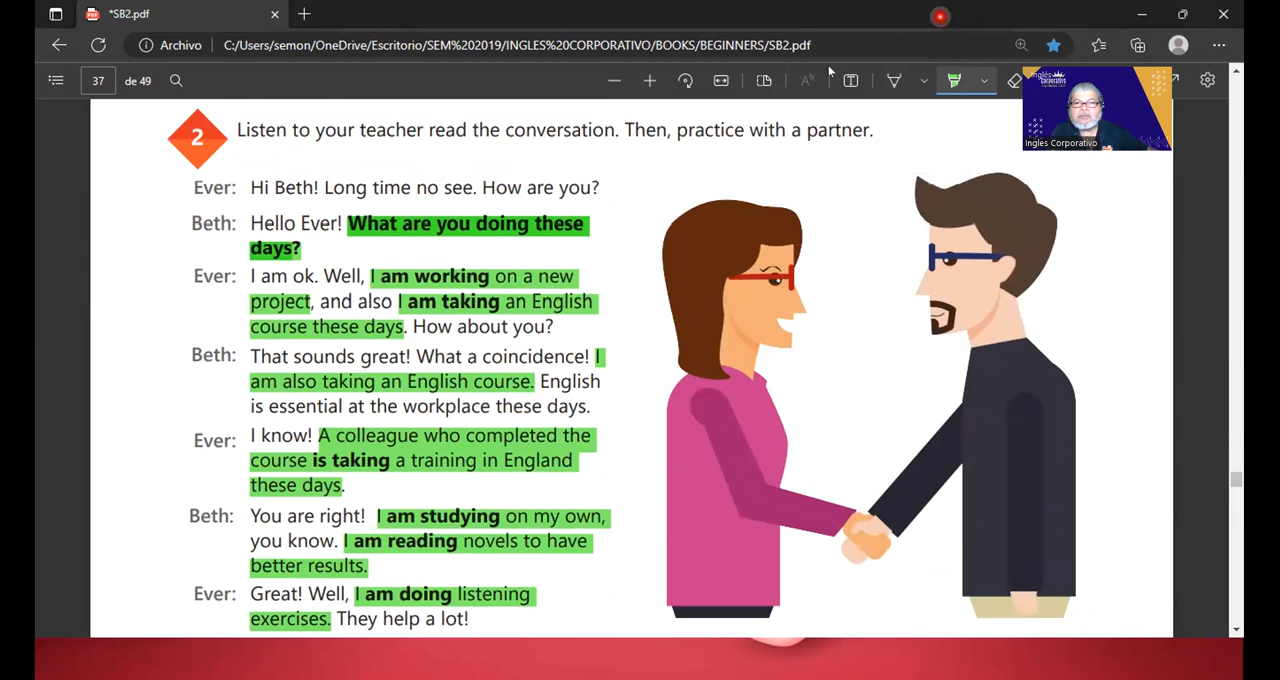 *SB2.pdf
Archivo
C:/Users/semon/OneDrive/Escritorio/SEM%202019/INGLES%20CORPORATIVO/BOOKS/BEGINNERS/SB2.pdf
37 de 49
Ingles Corporativo
Ingles Corporativo
2 Listen to your teacher read the conversation. Then, practice with a partner.
Ever: Hi Beth! Long time no see. How are you?
Beth: Hello Ever! What are you doing these
days?
Ever: I am ok. Well, I am working on a new
project, and also I am taking an English
course these days. How about you?
Beth: That sounds great! What a coincidence! I
am also taking an English course. English
is essential at the workplace these days.
Ever: I know! A colleague who completed the
course is taking a training in England
these days.
Beth: You are right! I am studying on my own,
you know. I am reading novels to have
better results.
Ever: Great! Well, I am doing listening
exercises. They help a lot!